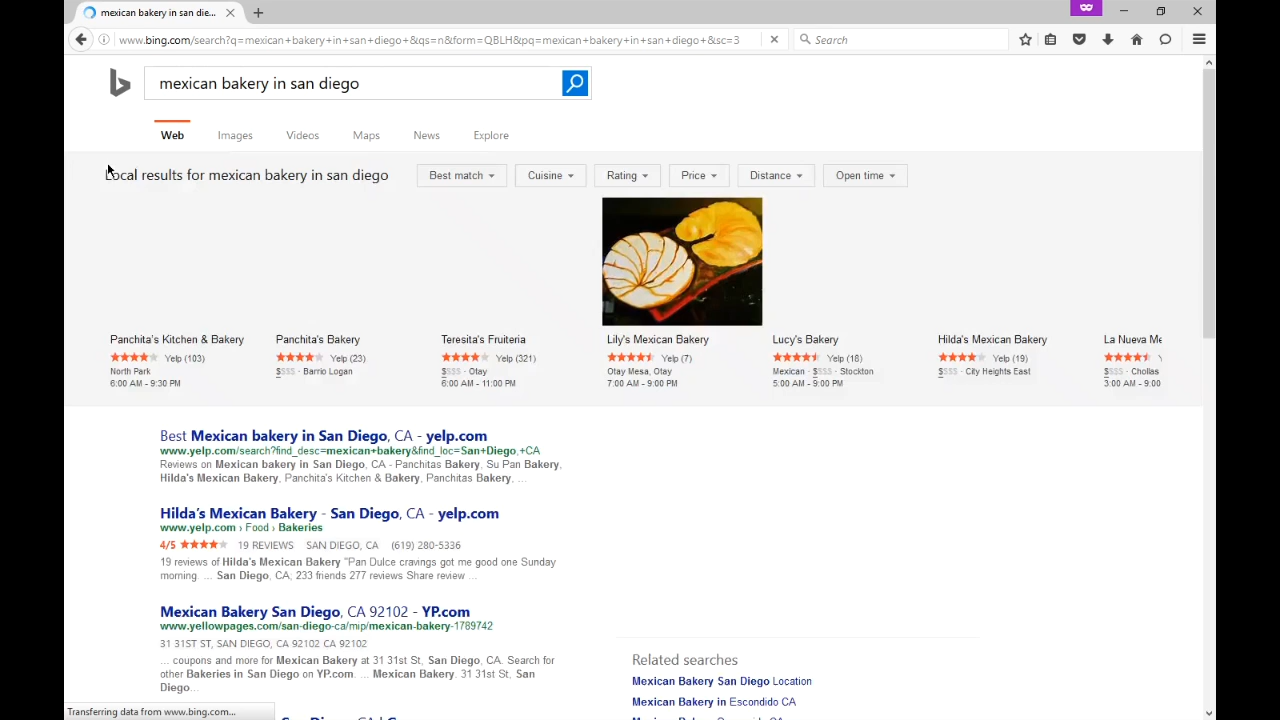 mexican bakery in san die...
www.bing.com/search?q=mexican+bakery+in+san+diego+&qs=n&form=QBLH&pq=mexican+bakery+in+san+diego+&sc=3
Search
mexican bakery in san diego
Web Images Videos Maps News Explore
Local results for mexican bakery in san diego
Best match Cuisine Rating Price Distance Open time
Panchita's Kitchen & Bakery
Yelp (103)
North Park
6:00 AM - 9:30 PM
Panchita's Bakery
Yelp (23)
$$$$ · Barrio Logan
Teresita's Fruiteria
Yelp (321)
$$$$ · Otay
6:00 AM - 11:00 PM
Lily's Mexican Bakery
Yelp (7)
Otay Mesa, Otay
7:00 AM - 9:00 PM
Lucy's Bakery
Yelp (18)
Mexican · $$$$ · Stockton
5:00 AM - 9:00 PM
Hilda's Mexican Bakery
Yelp (19)
$$$$ · City Heights East
La Nueva Me
$$$$ · Chollas
3:00 AM - 9:00
Best Mexican bakery in San Diego, CA - yelp.com
www.yelp.com/search?find_desc=mexican+bakery&find_loc=San+Diego,+CA
Reviews on Mexican bakery in San Diego, CA - Panchitas Bakery, Su Pan Bakery,
Hilda's Mexican Bakery, Panchita's Kitchen & Bakery, Panchitas Bakery, ...
Hilda's Mexican Bakery - San Diego, CA - yelp.com
www.yelp.com › Food › Bakeries
4/5 19 REVIEWS SAN DIEGO, CA (619) 280-5336
19 reviews of Hilda's Mexican Bakery "Pan Dulce cravings got me good one Sunday
morning. ... San Diego, CA; 233 friends 277 reviews Share review ...
Mexican Bakery San Diego, CA 92102 - YP.com
www.yellowpages.com/san-diego-ca/mip/mexican-bakery-1789742
31 31ST ST, SAN DIEGO, CA 92102 CA 92102
... coupons and more for Mexican Bakery at 31 31st St, San Diego, CA. Search for
other Bakeries in San Diego on YP.com. ... Mexican Bakery. 31 31st St, San
Diego...
Related searches
Mexican Bakery San Diego Location
Mexican Bakery in Escondido CA
Transferring data from www.bing.com...